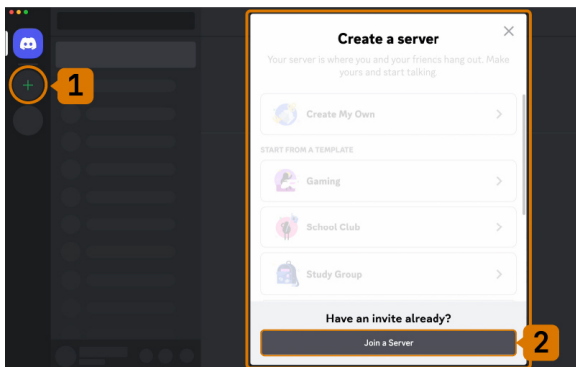 1
Create a server
Your server is where you and your friends hang out. Make
yours and start talking.
Create My Own
START FROM A TEMPLATE
Gaming
School Club
Study Group
Have an invite already?
Join a Server
2